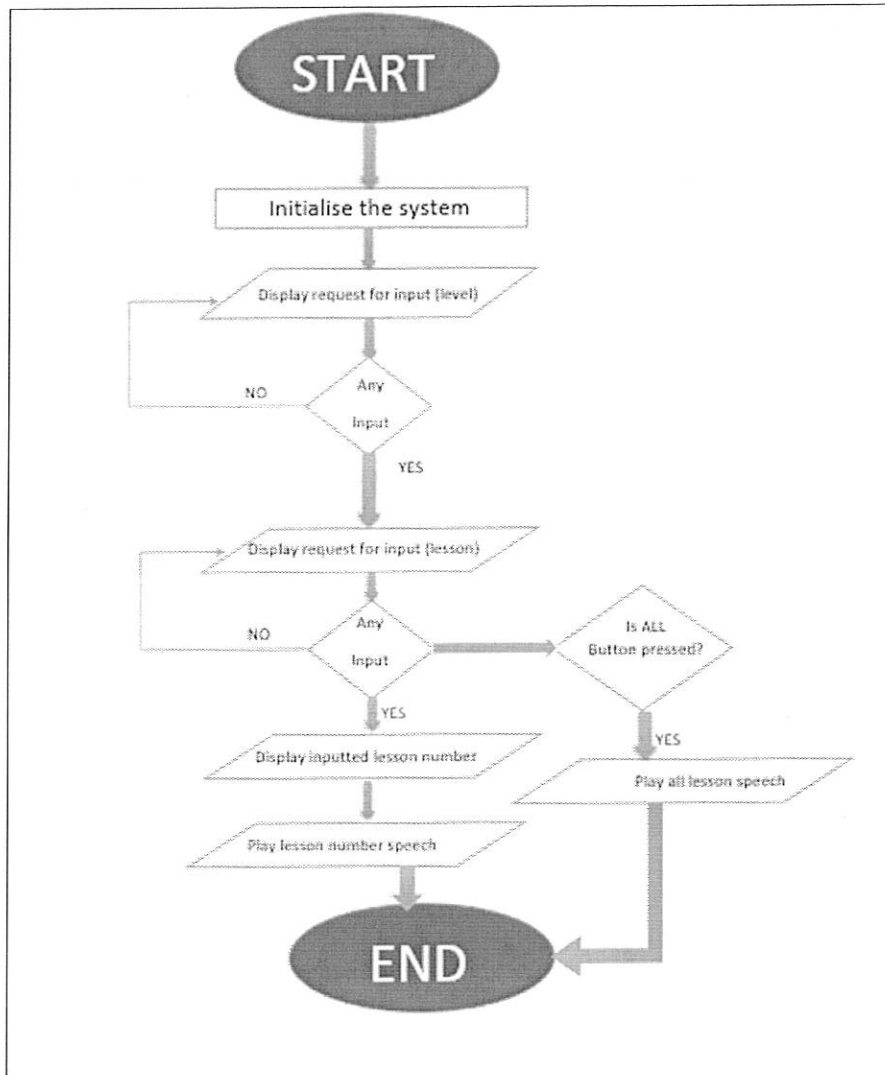 START
Initialise the system
Display request for input (level)
Any
Input
NO
YES
Display request for input (lesson)
Any
Input
NO
YES
Is ALL
Button pressed?
YES
Display inputted lesson number
Play all lesson speech
Play lesson number speech
END